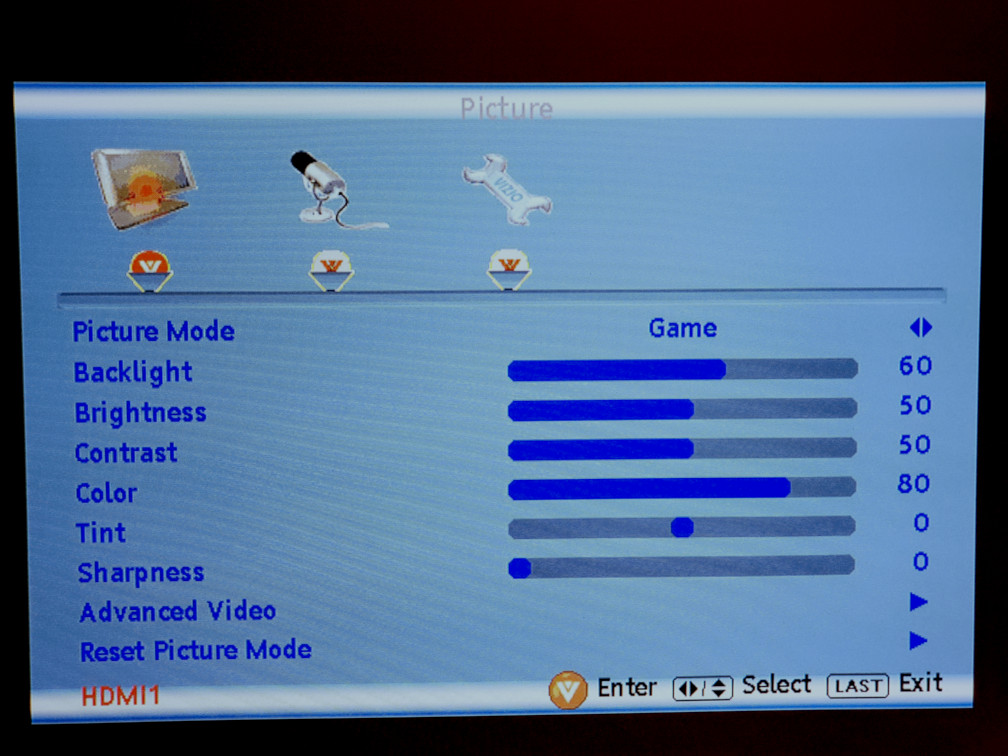 Picture
VIZIO
Picture Mode Game
Backlight 60
Brightness 50
Contrast 50
Color 80
Tint 0
Sharpness 0
Advanced Video
Reset Picture Mode
HDMI1 Enter Select LAST Exit